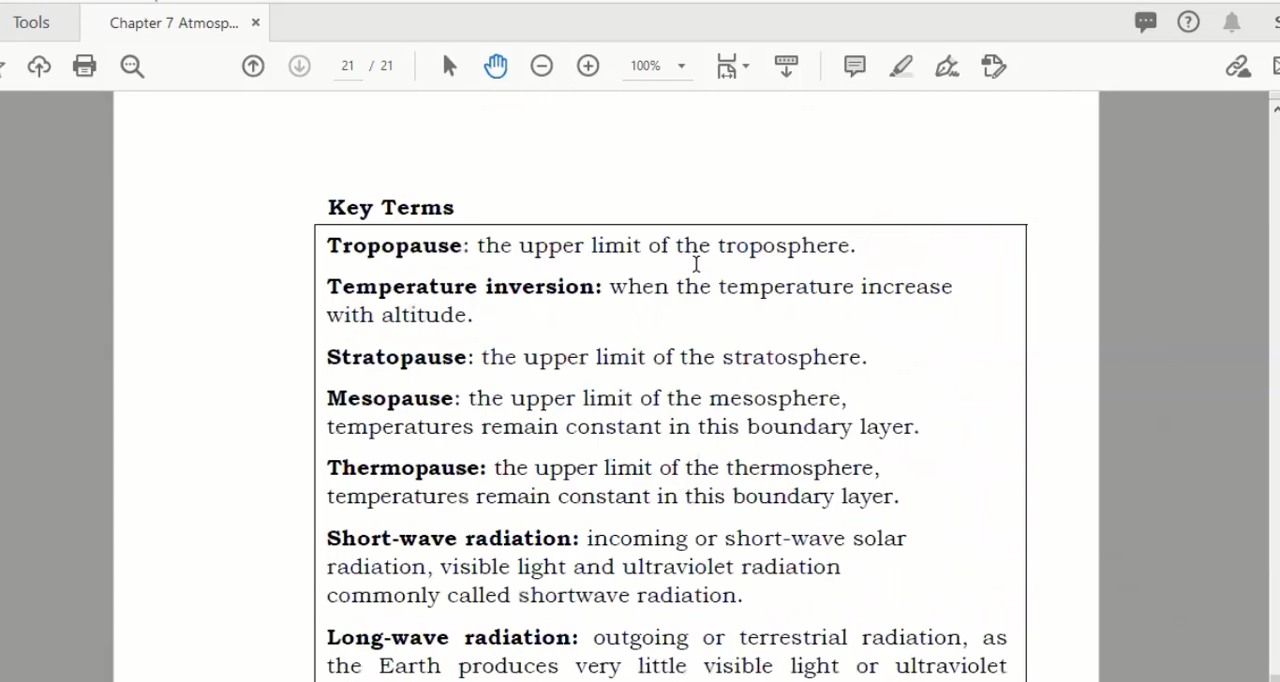 Tools
Chapter 7 Atmosp... ×
21 / 21
100%
Key Terms
Tropopause: the upper limit of the troposphere.
Temperature inversion: when the temperature increase
with altitude.
Stratopause: the upper limit of the stratosphere.
Mesopause: the upper limit of the mesosphere,
temperatures remain constant in this boundary layer.
Thermopause: the upper limit of the thermosphere,
temperatures remain constant in this boundary layer.
Short-wave radiation: incoming or short-wave solar
radiation, visible light and ultraviolet radiation
commonly called shortwave radiation.
Long-wave radiation: outgoing or terrestrial radiation, as
the Earth produces very little visible light or ultraviolet